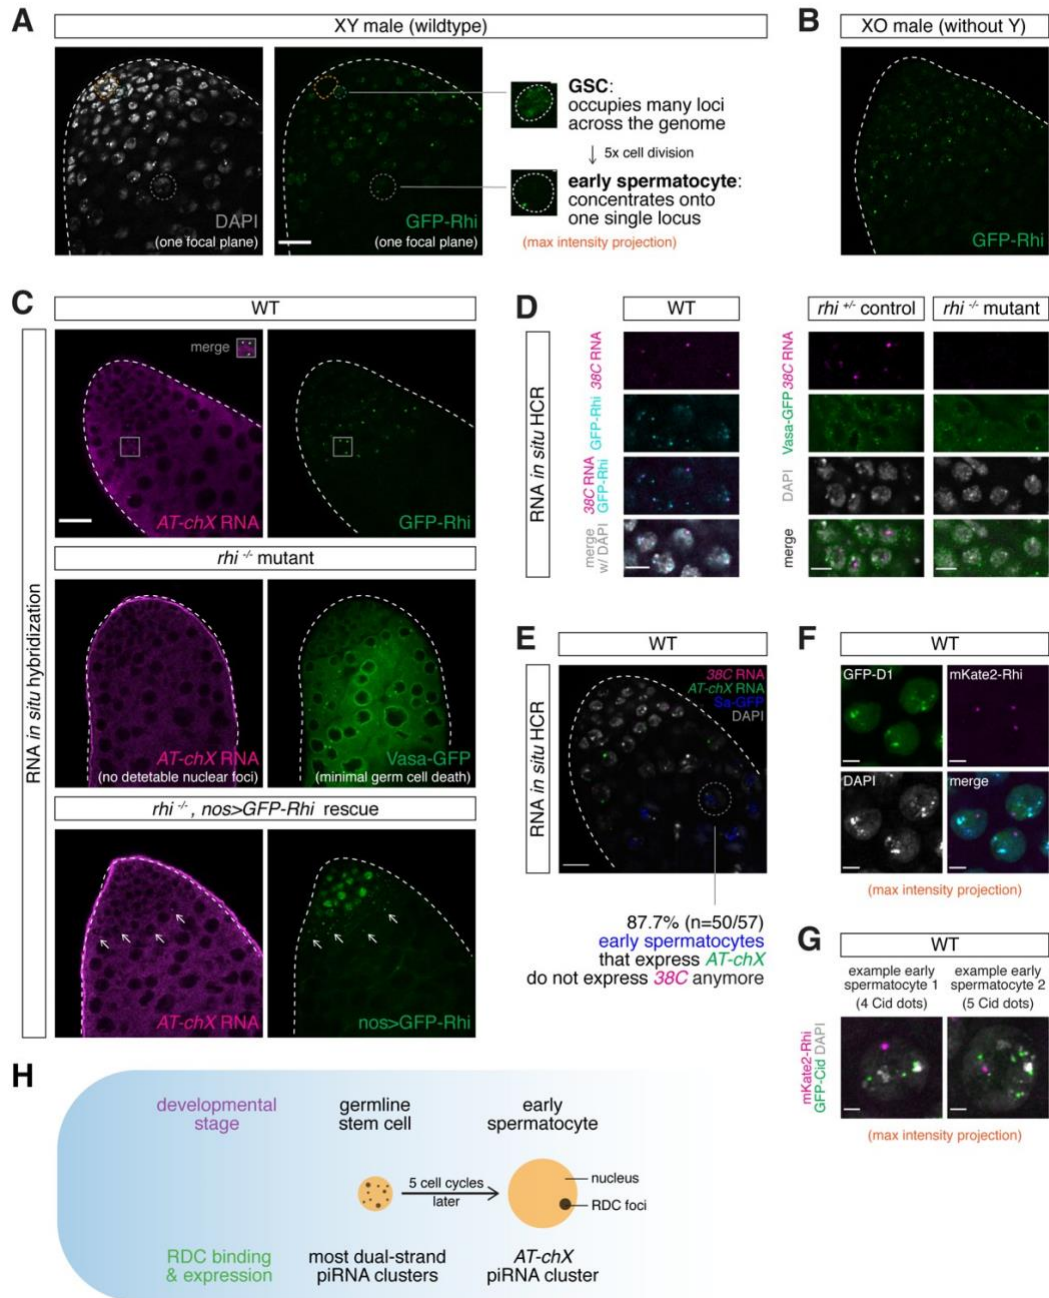 A
XY male (wildtype)
DAPI
(one focal plane)
GFP-Rhi
(one focal plane)
GSC:
occupies many loci
across the genome
5x cell division
early spermatocyte:
concentrates onto
one single locus
(max intensity projection)
B
XO male (without Y)
GFP-Rhi
C
WT
RNA in situ hybridization
merge
AT-chX RNA
GFP-Rhi
rhi -/- mutant
AT-chX RNA
(no detetable nuclear foci)
Vasa-GFP
(minimal germ cell death)
rhi -/-, nos>GFP-Rhi rescue
AT-chX RNA
nos>GFP-Rhi
D
RNA in situ HCR
WT
38C RNA
GFP-Rhi
38C RNA
GFP-Rhi
merge
w/ DAPI
rhi +/- control
rhi -/- mutant
38C RNA
Vasa-GFP
DAPI
merge
E
RNA in situ HCR
WT
38C RNA
AT-chX RNA
Sa-GFP
DAPI
87.7% (n=50/57)
early spermatocytes
that express AT-chX
do not express 38C anymore
F
WT
GFP-D1
mKate2-Rhi
DAPI
merge
(max intensity projection)
G
WT
example early
spermatocyte 1
(4 Cid dots)
example early
spermatocyte 2
(5 Cid dots)
mKate2-Rhi
GFP-Cid DAPI
(max intensity projection)
H
developmental
stage
germline
stem cell
early
spermatocyte
5 cell cycles
later
nucleus
RDC foci
RDC binding
& expression
most dual-strand
piRNA clusters
AT-chX
piRNA cluster